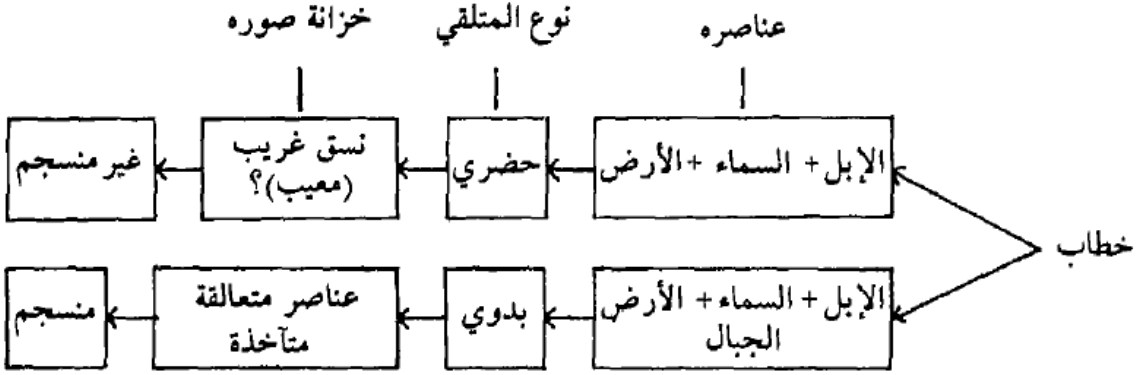 عناصره
نوع المتلقي
خزانة صوره
خطاب
الإبل + السماء + الأرض
حضري
نسق غريب
(معيب)؟
غير منسجم
الإبل + السماء + الأرض
الجبال
بدوي
عناصر متعالقة
متآخذة
منسجم